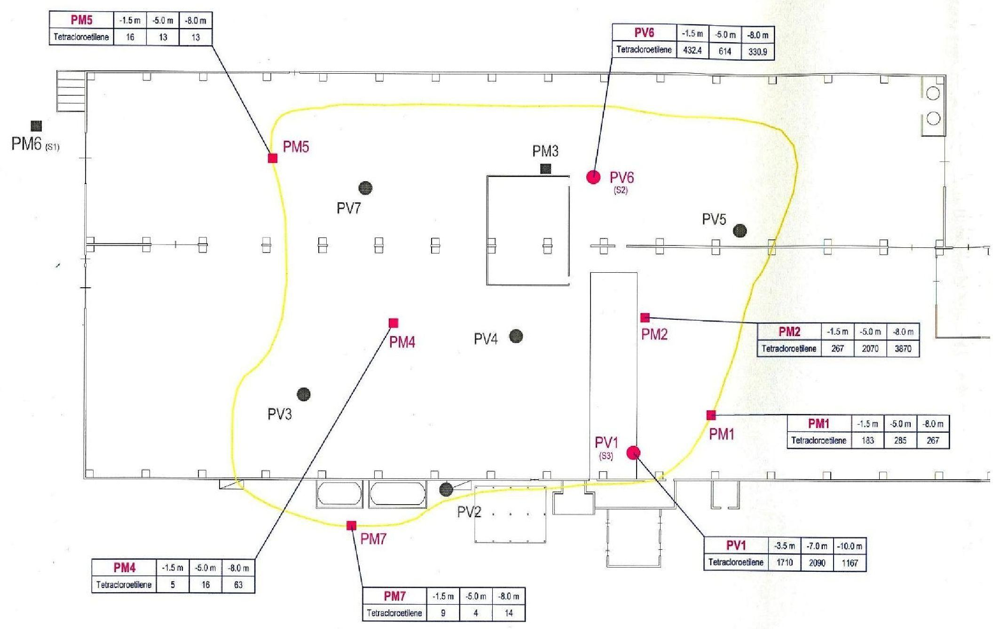 PM5 -1.5 m -5.0 m -8.0 m
Tetracloroetilene 16 13 13
PV6 -1.5 m -5.0 m -8.0 m
Tetracloroetilene 432.4 614 330.9
PM6 (S1)
PM5
PM3
PV6
(S2)
PV7
PV5
PM4
PV4
PM2
PM2 -1.5 m -5.0 m -8.0 m
Tetracloroetilene 267 2070 3870
PV3
PM1
PM1 -1.5 m -5.0 m -8.0 m
Tetracloroetilene 183 285 267
PV1
(S3)
PV2
PM7
PV1 -3.5 m -7.0 m -10.0 m
Tetracloroetilene 1710 2090 1167
PM4 -1.5 m -5.0 m -8.0 m
Tetracloroetilene 5 16 63
PM7 -1.5 m -5.0 m -8.0 m
Tetracloroetilene 9 4 14